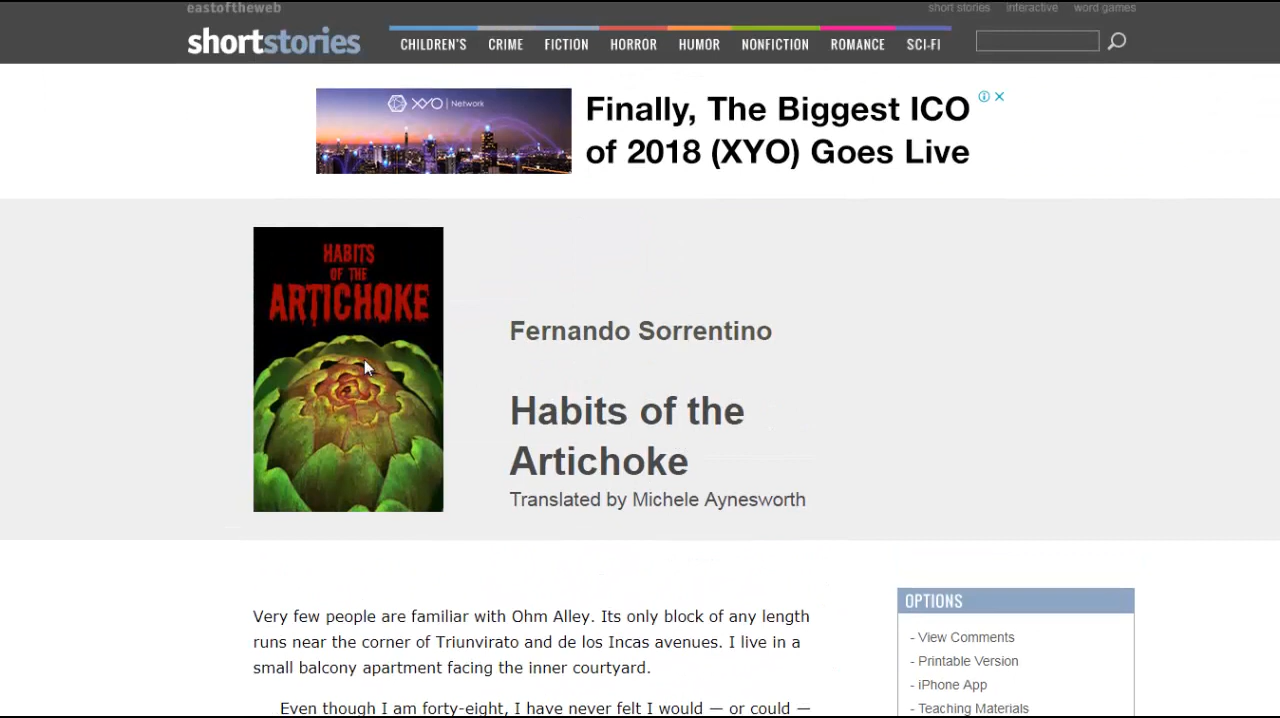 eastoftheweb
short stories interactive word games
shortstories
CHILDREN'S CRIME FICTION HORROR HUMOR NONFICTION ROMANCE SCI-FI
XYO | Network
Finally, The Biggest ICO
of 2018 (XYO) Goes Live
HABITS
OF THE
ARTICHOKE
Fernando Sorrentino
Habits of the
Artichoke
Translated by Michele Aynesworth
Very few people are familiar with Ohm Alley. Its only block of any length
runs near the corner of Triunvirato and de los Incas avenues. I live in a
small balcony apartment facing the inner courtyard.
Even though I am forty-eight, I have never felt I would — or could —
OPTIONS
- View Comments
- Printable Version
- iPhone App
- Teaching Materials